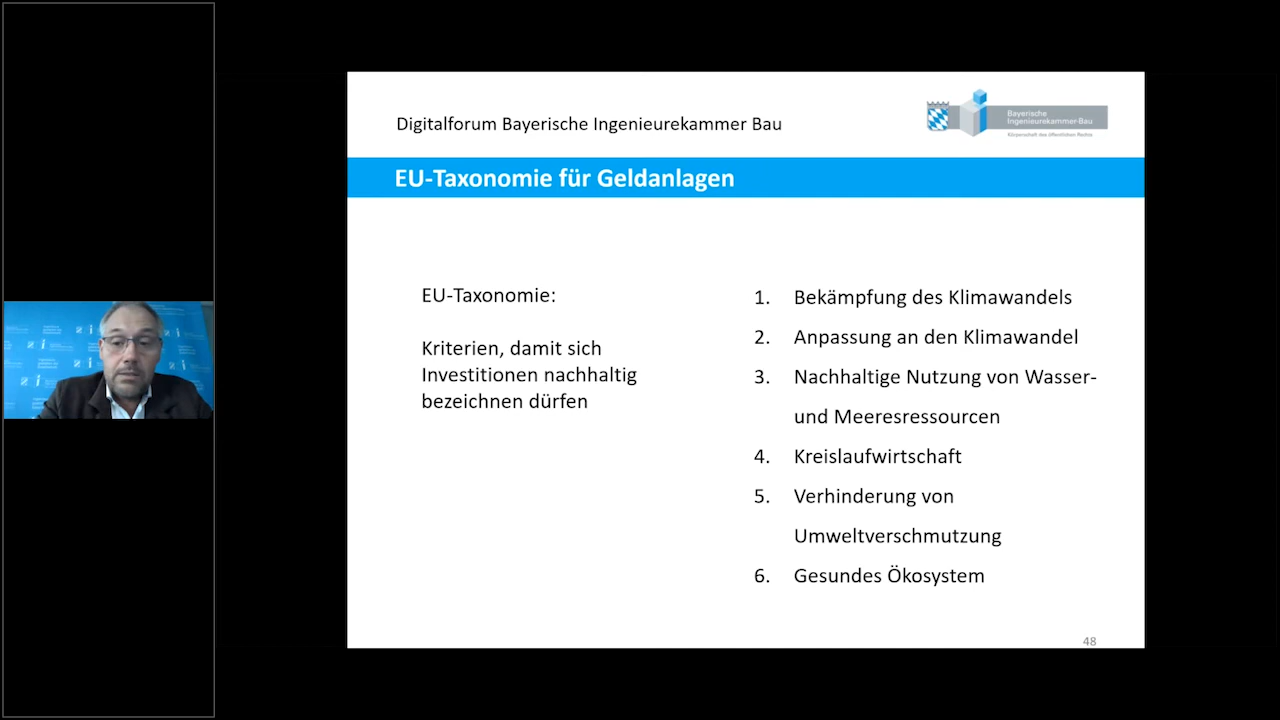 Digitalforum Bayerische Ingenieurekammer Bau
Bayerische
Ingenieurekammer-Bau
Körperschaft des öffentlichen Rechts
EU-Taxonomie für Geldanlagen
EU-Taxonomie:
Kriterien, damit sich
Investitionen nachhaltig
bezeichnen dürfen
1. Bekämpfung des Klimawandels
2. Anpassung an den Klimawandel
3. Nachhaltige Nutzung von Wasser-
und Meeresressourcen
4. Kreislaufwirtschaft
5. Verhinderung von
Umweltverschmutzung
6. Gesundes Ökosystem
48